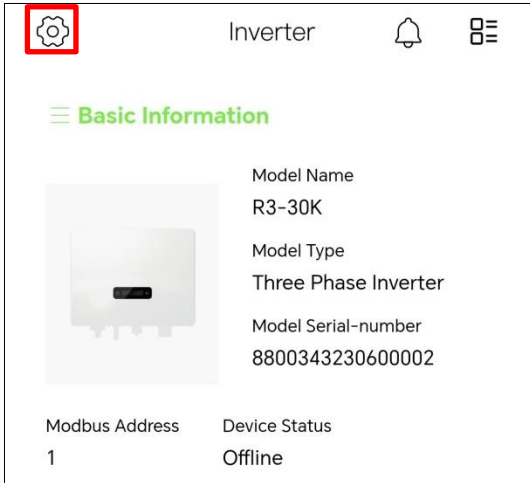 Inverter
Basic Information
Model Name
R3-30K
Model Type
Three Phase Inverter
Model Serial-number
8800343230600002
Modbus Address
Device Status
1
Offline